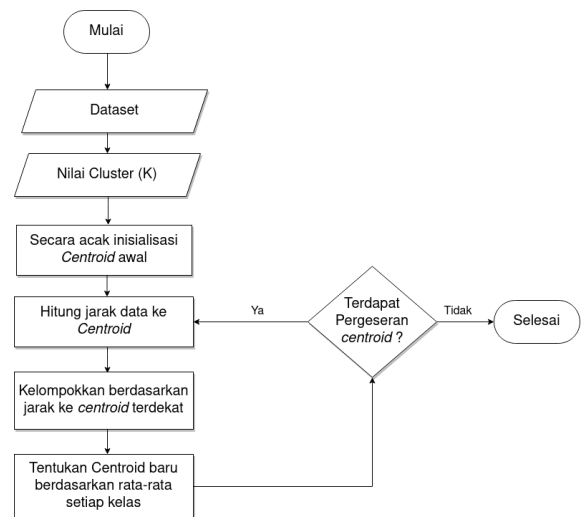 Mulai
Dataset
Nilai Cluster (K)
Secara acak inisialisasi
Centroid awal
Hitung jarak data ke
Centroid
Kelompokkan berdasarkan
jarak ke centroid terdekat
Tentukan Centroid baru
berdasarkan rata-rata
setiap kelas
Terdapat
Pergeseran
centroid ?
Ya
Tidak
Selesai